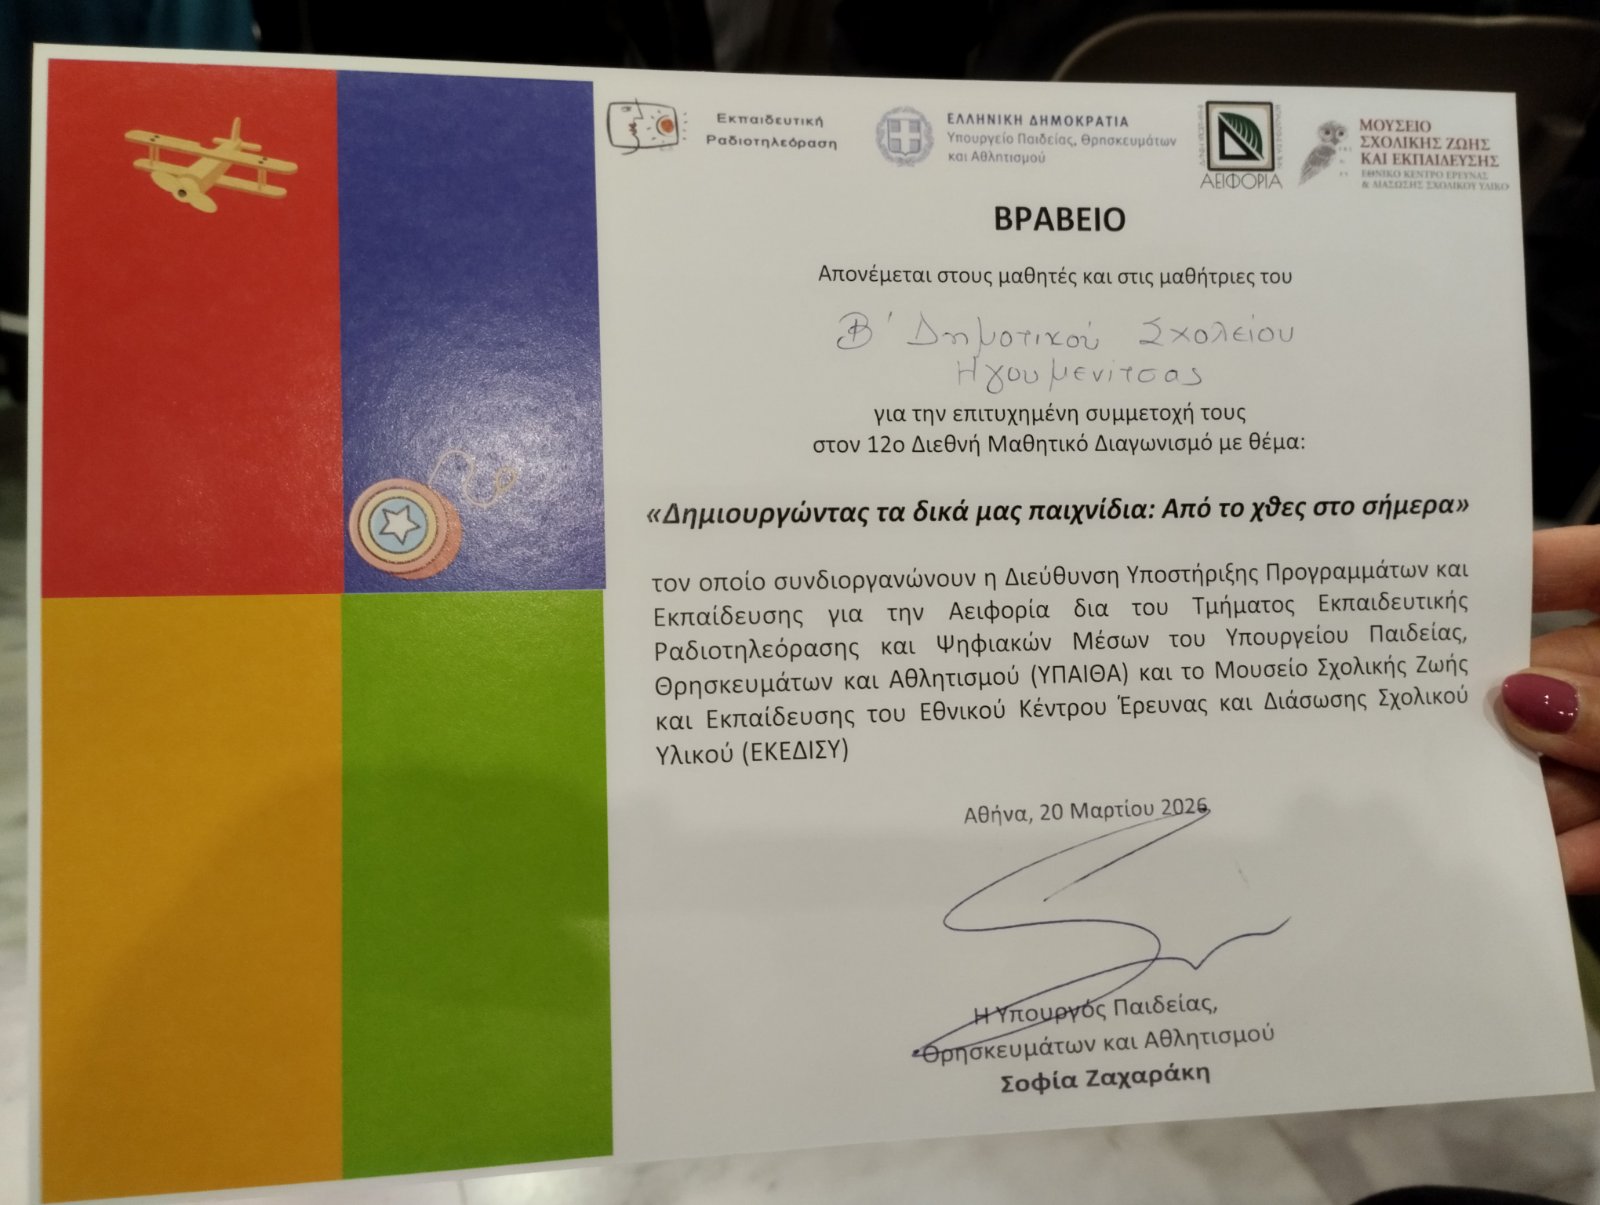 Εκπαιδευτική
Ραδιοτηλεόραση
ΕΛΛΗΝΙΚΗ ΔΗΜΟΚΡΑΤΙΑ
Υπουργείο Παιδείας, Θρησκευμάτων
και Αθλητισμού
ΑΕΙΦΟΡΙΑ
ΜΟΥΣΕΙΟ
ΣΧΟΛΙΚΗΣ ΖΩΗΣ
ΚΑΙ ΕΚΠΑΙΔΕΥΣΗΣ
ΕΘΝΙΚΟ ΚΕΝΤΡΟ ΕΡΕΥΝΑΣ
& ΔΙΑΣΩΣΗΣ ΣΧΟΛΙΚΟΥ ΥΛΙΚΟΥ
ΒΡΑΒΕΙΟ
Απονέμεται στους μαθητές και στις μαθήτριες του
Β' Δημοτικού Σχολείου
Ηγουμενίτσας
για την επιτυχημένη συμμετοχή τους
στον 12ο Διεθνή Μαθητικό Διαγωνισμό με θέμα:
«Δημιουργώντας τα δικά μας παιχνίδια: Από το χθες στο σήμερα»
τον οποίο συνδιοργανώνουν η Διεύθυνση Υποστήριξης Προγραμμάτων και
Εκπαίδευσης για την Αειφορία δια του Τμήματος Εκπαιδευτικής
Ραδιοτηλεόρασης και Ψηφιακών Μέσων του Υπουργείου Παιδείας,
Θρησκευμάτων και Αθλητισμού (ΥΠΑΙΘΑ) και το Μουσείο Σχολικής Ζωής
και Εκπαίδευσης του Εθνικού Κέντρου Έρευνας και Διάσωσης Σχολικού
Υλικού (ΕΚΕΔΙΣΥ)
Αθήνα, 20 Μαρτίου 2026
Η Υπουργός Παιδείας,
Θρησκευμάτων και Αθλητισμού
Σοφία Ζαχαράκη